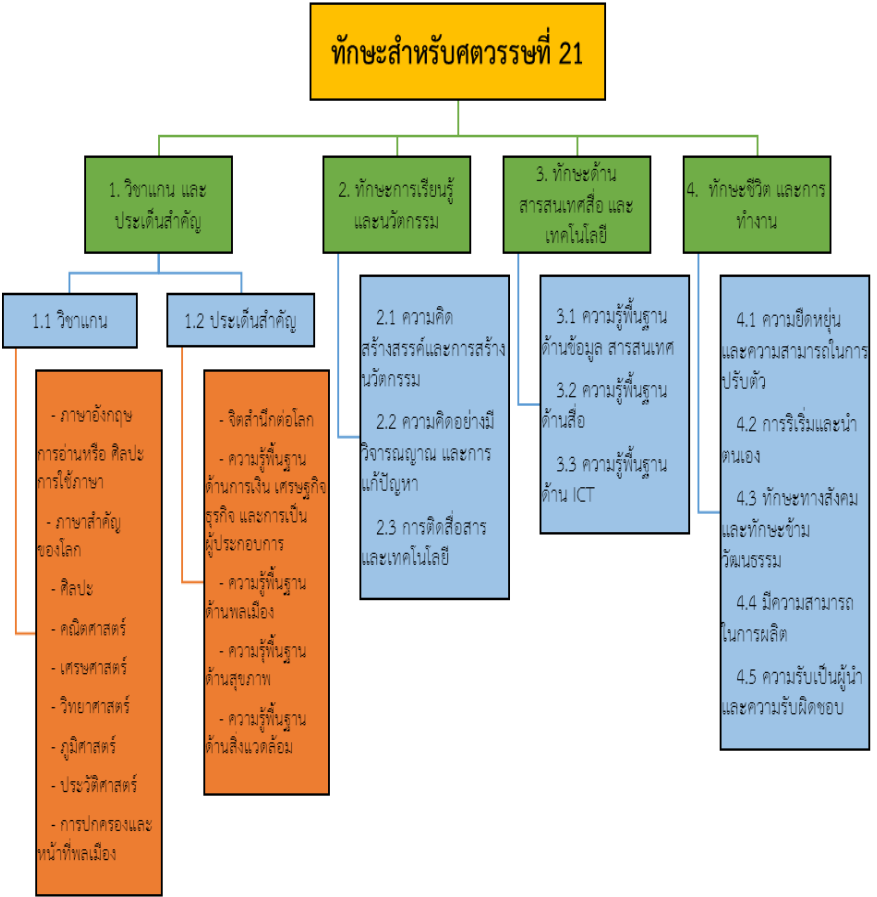 ทักษะสำหรับศตวรรษที่ 21
1. วิชาแกน และ
ประเด็นสำคัญ
2. ทักษะการเรียนรู้
และนวัตกรรม
3. ทักษะด้าน
สารสนเทศสื่อ และ
เทคโนโลยี
4. ทักษะชีวิต และการ
ทำงาน
1.1 วิชาแกน
- ภาษาอังกฤษ
การอ่านหรือ ศิลปะ
การใช้ภาษา
- ภาษาสำคัญ
ของโลก
- ศิลปะ
- คณิตศาสตร์
- เศรษศาสตร์
- วิทยาศาสตร์
- ภูมิศาสตร์
- ประวัติศาสตร์
- การปกครองและ
หน้าที่พลเมือง
1.2 ประเด็นสำคัญ
- จิตสำนึกต่อโลก
- ความรู้พื้นฐาน
ด้านการเงิน เศรษฐกิจ
ธุรกิจ และการเป็น
ผู้ประกอบการ
- ความรู้พื้นฐาน
ด้านพลเมือง
- ความรู้พื้นฐาน
ด้านสุขภาพ
- ความรู้พื้นฐาน
ด้านสิ่งแวดล้อม
2.1 ความคิด
สร้างสรรค์และการสร้าง
นวัตกรรม
2.2 ความคิดอย่างมี
วิจารณญาณ และการ
แก้ปัญหา
2.3 การติดสื่อสาร
และเทคโนโลยี
3.1 ความรู้พื้นฐาน
ด้านข้อมูล สารสนเทศ
3.2 ความรู้พื้นฐาน
ด้านสื่อ
3.3 ความรู้พื้นฐาน
ด้าน ICT
4.1 ความยืดหยุ่น
และความสามารถในการ
ปรับตัว
4.2 การริเริ่มและนำ
ตนเอง
4.3 ทักษะทางสังคม
และทักษะข้าม
วัฒนธรรม
4.4 มีความสามารถ
ในการผลิต
4.5 ความรับเป็นผู้นำ
และความรับผิดชอบ